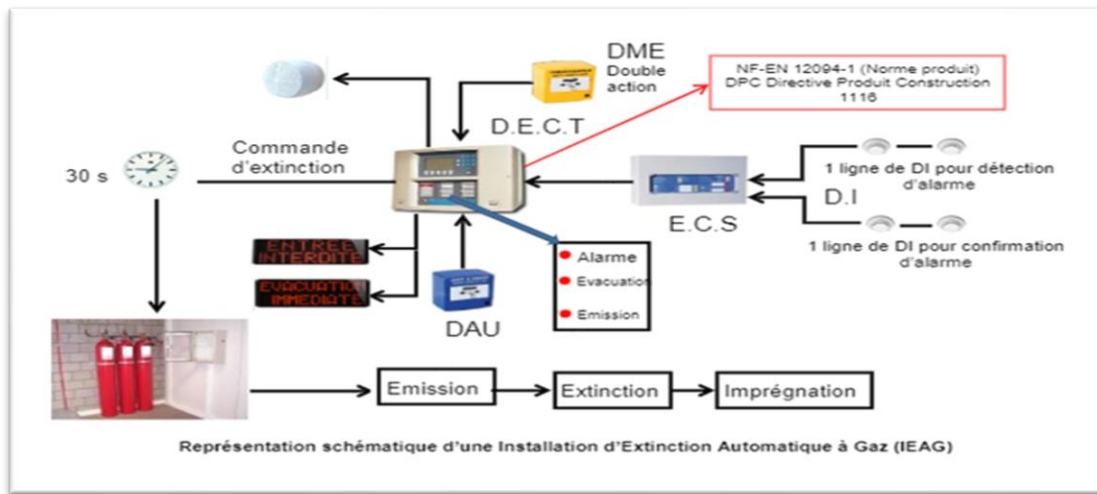 DME
Double
action
NF-EN 12094-1 (Norme produit)
DPC Directive Produit Construction
1116
D.E.C.T
Commande
d'extinction
30 s
1 ligne de DI pour détection
d'alarme
D.I
E.C.S
1 ligne de DI pour confirmation
d'alarme
ENTREE
INTERDITE
EVACUATION
IMMEDIATE
DAU
Alarme
Evacuation
Emission
Emission
Extinction
Imprégnation
Représentation schématique d'une Installation d'Extinction Automatique à Gaz (IEAG)